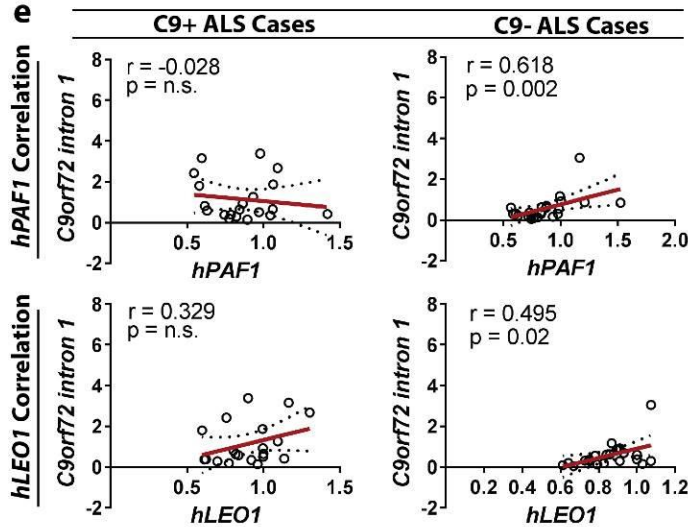 e
C9+ ALS Cases
C9- ALS Cases
hPAF1 Correlation
C9orf72 intron 1
8
6
4
2
0
-2
r = -0.028
p = n.s.
0.5
1.0
1.5
hPAF1
C9orf72 intron 1
8
6
4
2
0
-2
r = 0.618
p = 0.002
0.5
1.0
1.5
2.0
hPAF1
hLEO1 Correlation
C9orf72 intron 1
8
6
4
2
0
-2
r = 0.329
p = n.s.
0.5
1.0
1.5
hLEO1
C9orf72 intron 1
8
6
4
2
0
-2
r = 0.495
p = 0.02
0.2
0.4
0.6
0.8
1.0
1.2
hLEO1